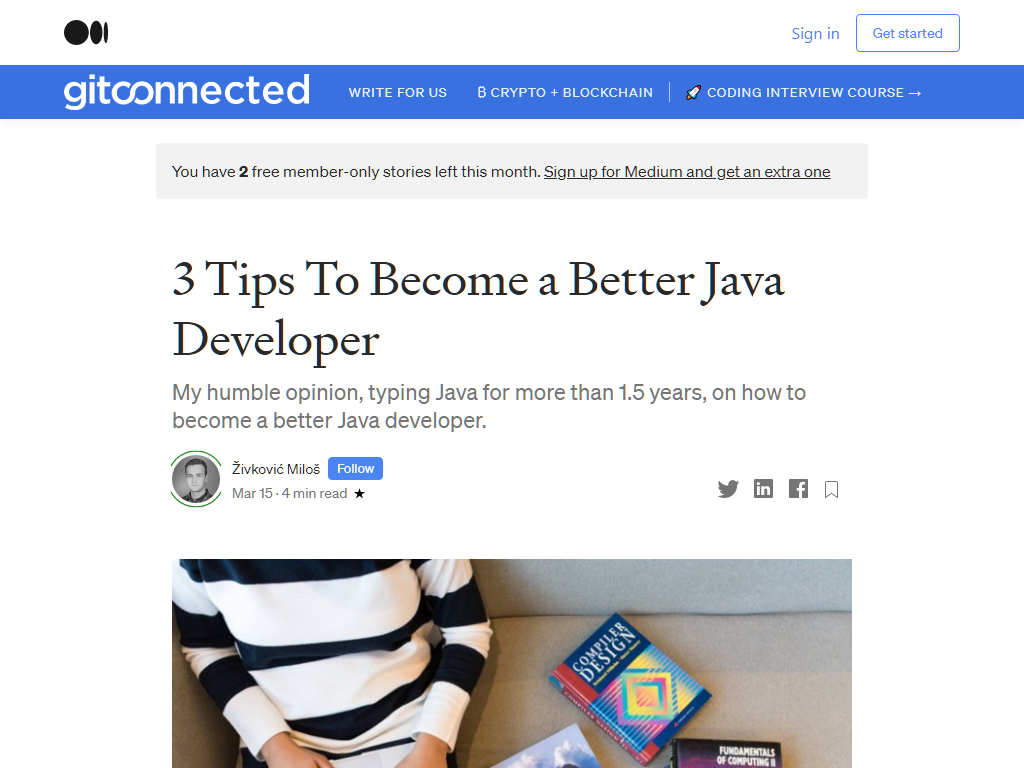 Sign in
Get started
gitconnected
WRITE FOR US
₿ CRYPTO + BLOCKCHAIN
🚀 CODING INTERVIEW COURSE →
You have 2 free member-only stories left this month. Sign up for Medium and get an extra one
3 Tips To Become a Better Java
Developer
My humble opinion, typing Java for more than 1.5 years, on how to
become a better Java developer.
Živković Miloš
Follow
Mar 15 · 4 min read ★
COMPILER
DESIGN
FUNDAMENTALS
OF COMPUTING II